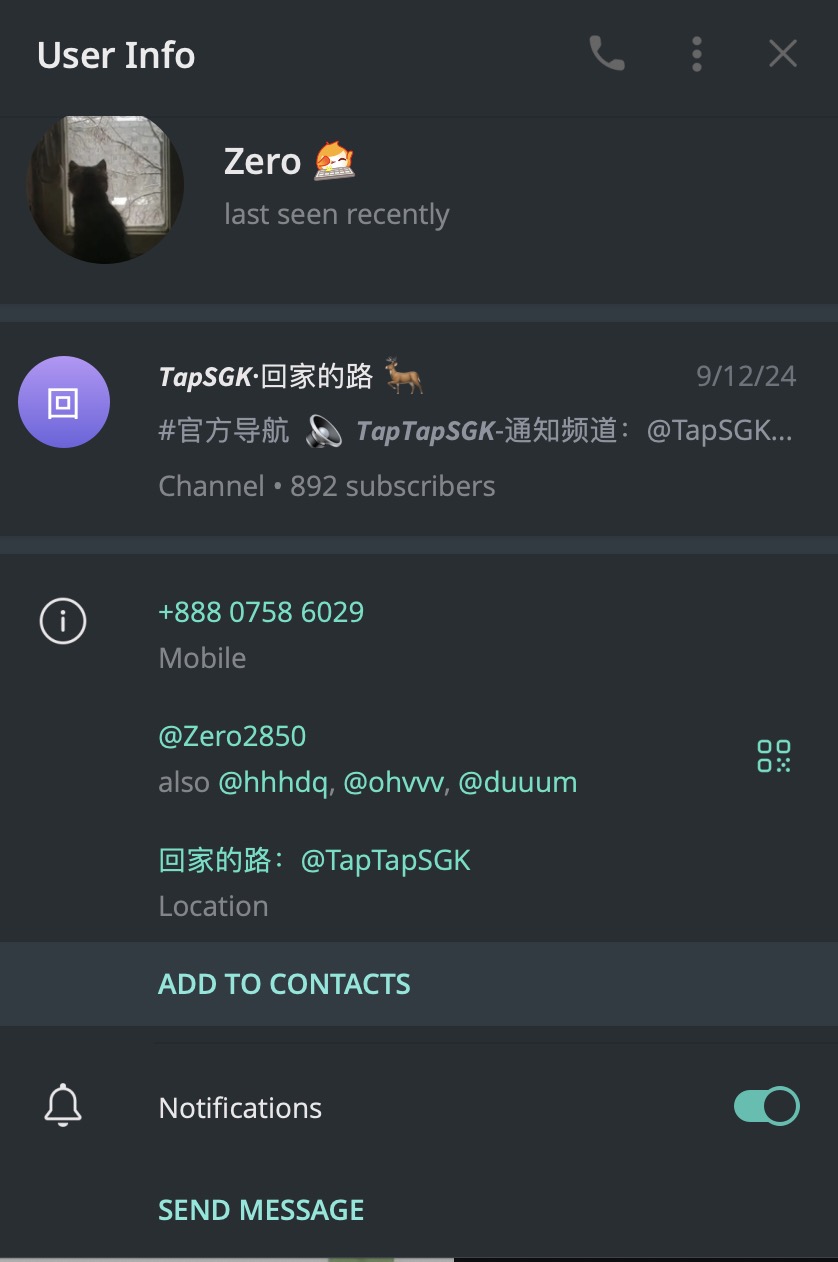 User Info
Zero
last seen recently
回
TapSGK·回家的路
9/12/24
#官方导航 TapTapSGK-通知频道：@TapSGK...
Channel • 892 subscribers
+888 0758 6029
Mobile
@Zero2850
also @hhhdq, @ohvvv, @duuum
回家的路：@TapTapSGK
Location
ADD TO CONTACTS
Notifications
SEND MESSAGE